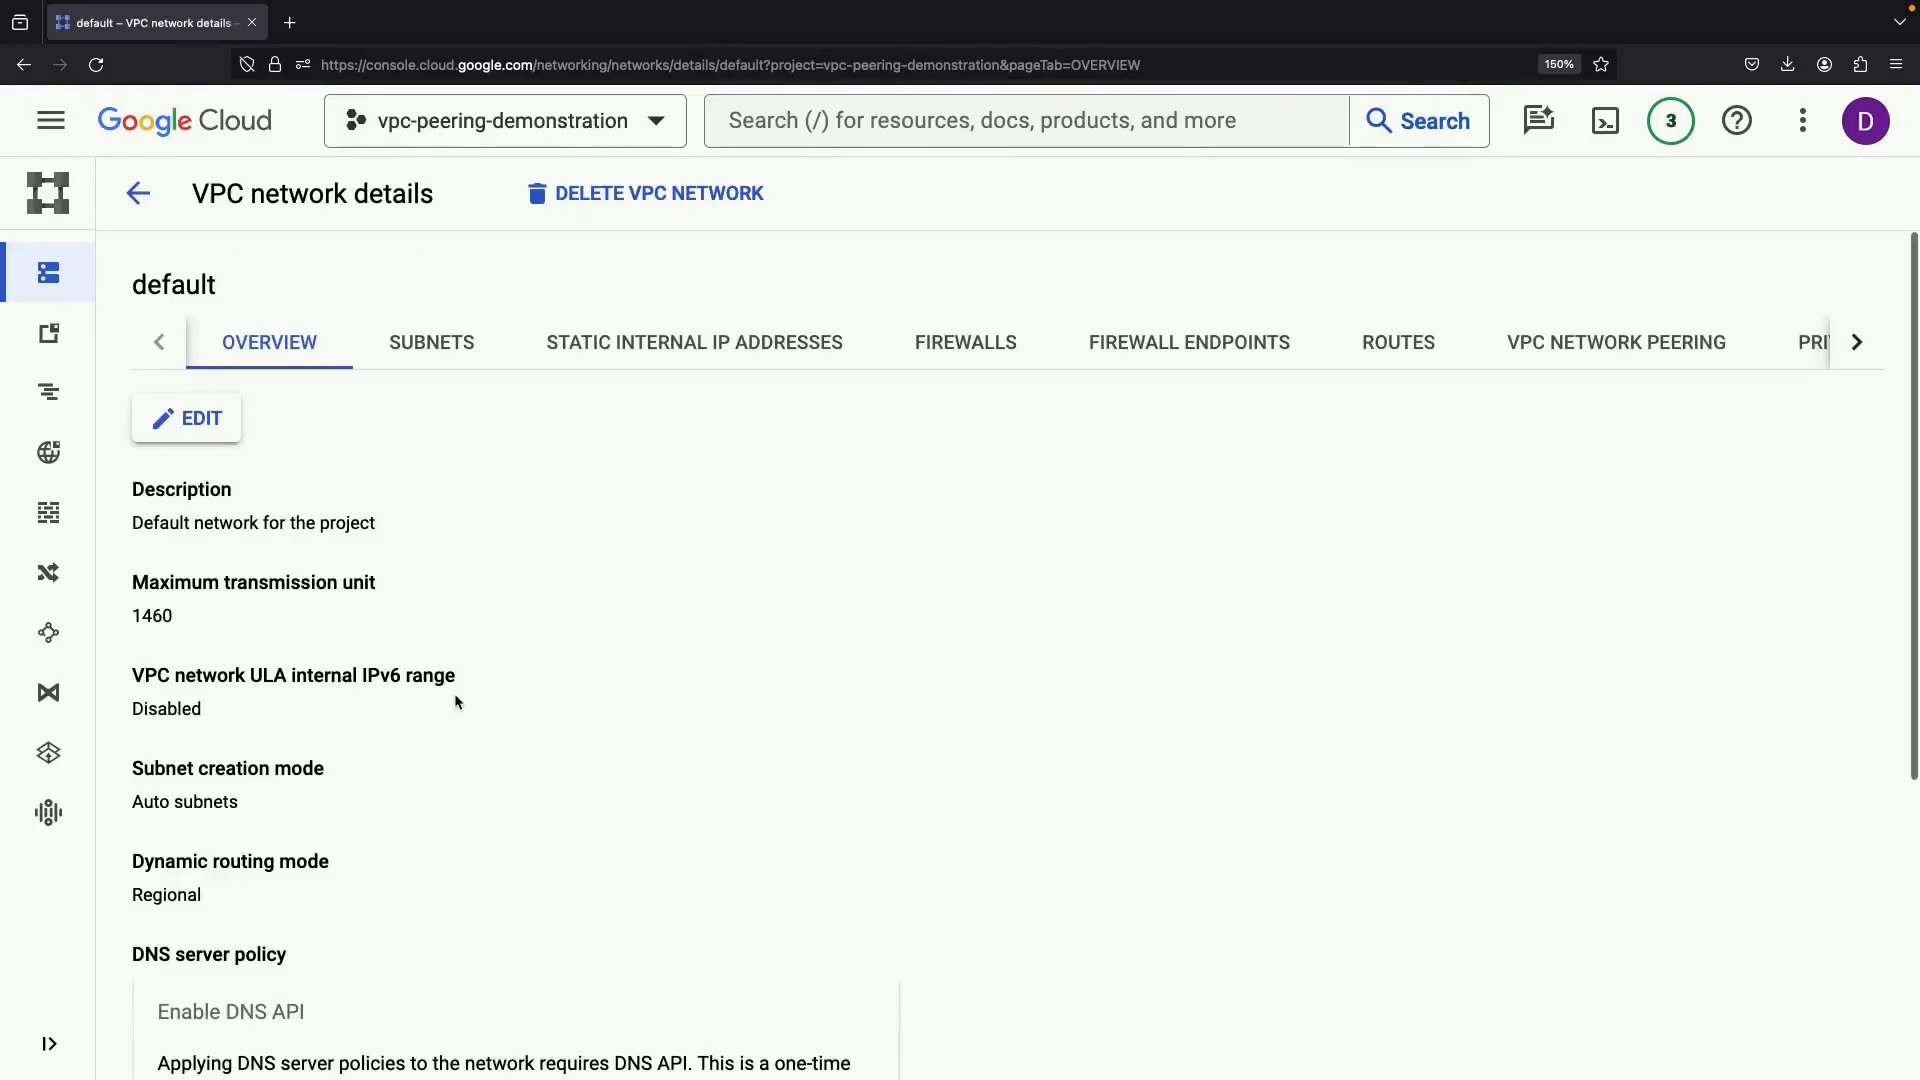 default – VPC network details -
https://console.cloud.google.com/networking/networks/details/default?project=vpc-peering-demonstration&pageTab=OVERVIEW
150%
Google Cloud
vpc-peering-demonstration
Search (/) for resources, docs, products, and more
Search
3
D
VPC network details
DELETE VPC NETWORK
default
OVERVIEW
SUBNETS
STATIC INTERNAL IP ADDRESSES
FIREWALLS
FIREWALL ENDPOINTS
ROUTES
VPC NETWORK PEERING
PRI
EDIT
Description
Default network for the project
Maximum transmission unit
1460
VPC network ULA internal IPv6 range
Disabled
Subnet creation mode
Auto subnets
Dynamic routing mode
Regional
DNS server policy
Enable DNS API
Applying DNS server policies to the network requires DNS API. This is a one-time